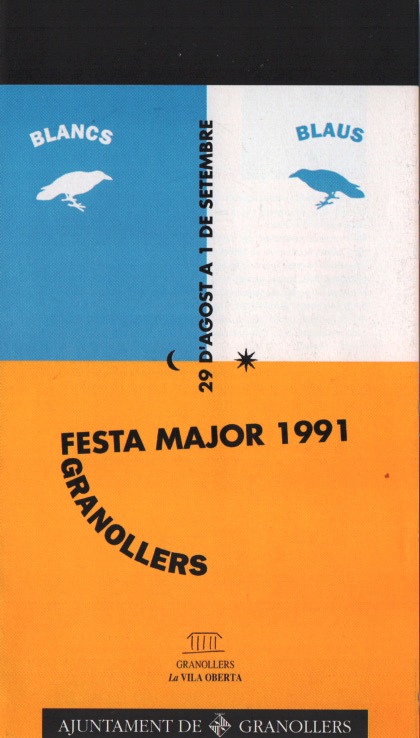 BLANCS
BLAUS
29 D'AGOST A 1 DE SETEMBRE
FESTA MAJOR 1991
GRANOLLERS
GRANOLLERS
La VILA OBERTA
AJUNTAMENT DE GRANOLLERS